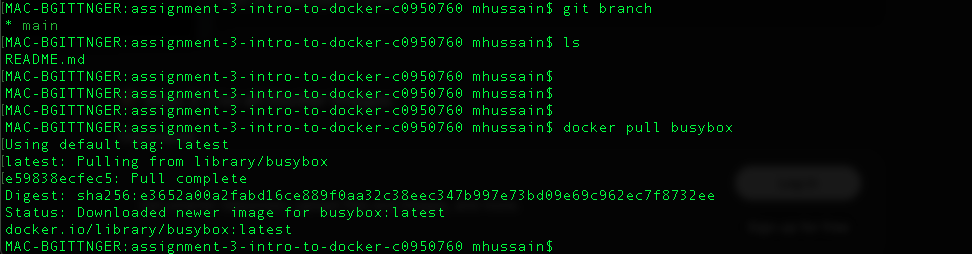 [MAC-BGITTNGER:assignment-3-intro-to-docker-c0950760 mhussain$ git branch
* main
[MAC-BGITTNGER:assignment-3-intro-to-docker-c0950760 mhussain$ ls
README.md
[MAC-BGITTNGER:assignment-3-intro-to-docker-c0950760 mhussain$
[MAC-BGITTNGER:assignment-3-intro-to-docker-c0950760 mhussain$
[MAC-BGITTNGER:assignment-3-intro-to-docker-c0950760 mhussain$
MAC-BGITTNGER:assignment-3-intro-to-docker-c0950760 mhussain$ docker pull busybox
[Using default tag: latest
[latest: Pulling from library/busybox
[e59838ecfec5: Pull complete
Digest: sha256:e3652a00a2fabd16ce889f0aa32c38eec347b997e73bd09e69c962ec7f8732ee
Status: Downloaded newer image for busybox:latest
docker.io/library/busybox:latest
MAC-BGITTNGER:assignment-3-intro-to-docker-c0950760 mhussain$